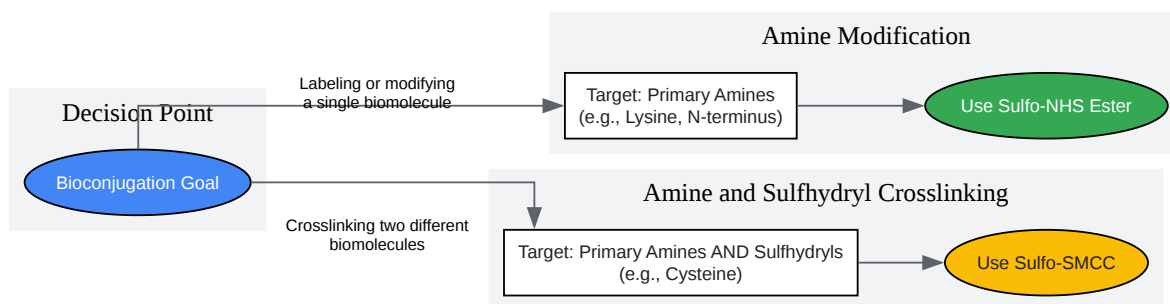 Amine Modification
Labeling or modifying
a single biomolecule
Target: Primary Amines
(e.g., Lysine, N-terminus)
Use Sulfo-NHS Ester
Decision Point
Bioconjugation Goal
Amine and Sulfhydryl Crosslinking
Crosslinking two different
biomolecules
Target: Primary Amines AND Sulfhydryls
(e.g., Cysteine)
Use Sulfo-SMCC